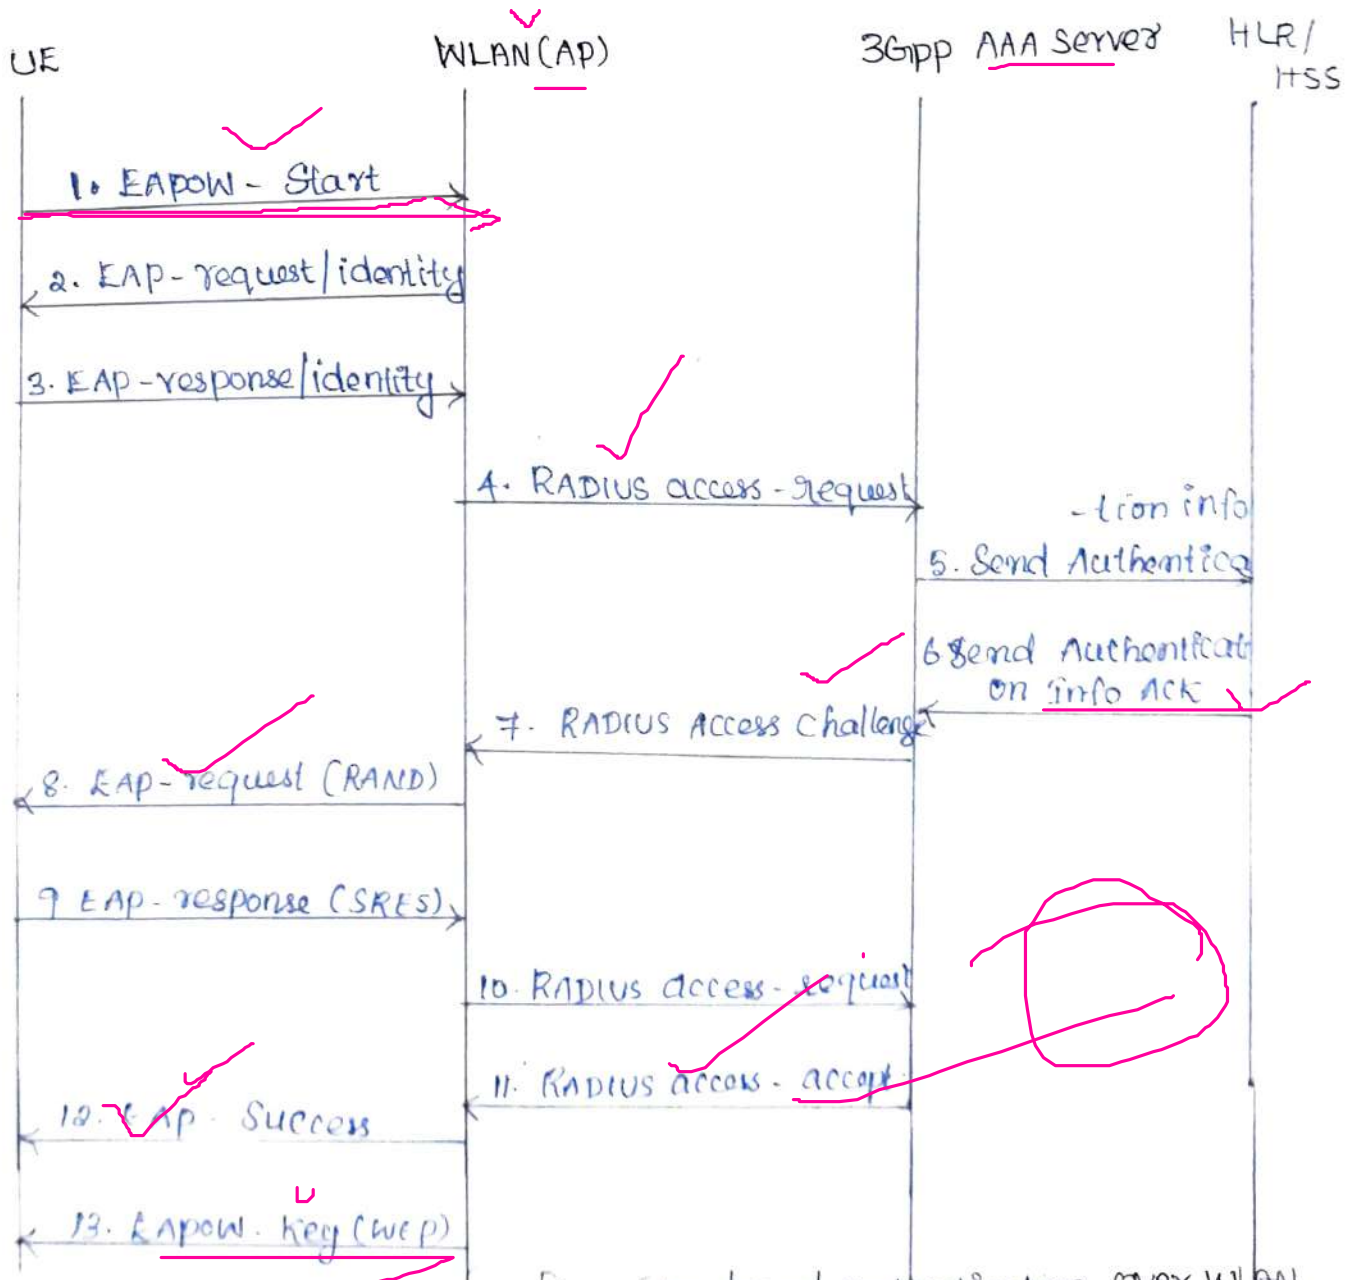 UE
WLAN(AP)
3Gpp AAA Server
HLR/
HSS
1. EAPOW - Start
2. EAP-request/identity
3. EAP-response/identity
4. RADIUS access-request
-tion info
5. Send Authentica
6 Send Authenticati
on info ACK
7. RADIUS Access Challenge
8. EAP-request (RAND)
9 EAP-response (SRES)
10. RADIUS access-request
11. RADIUS access-accept
12. EAP-Success
13. EAPOW-Key (WEP)
over WLAN